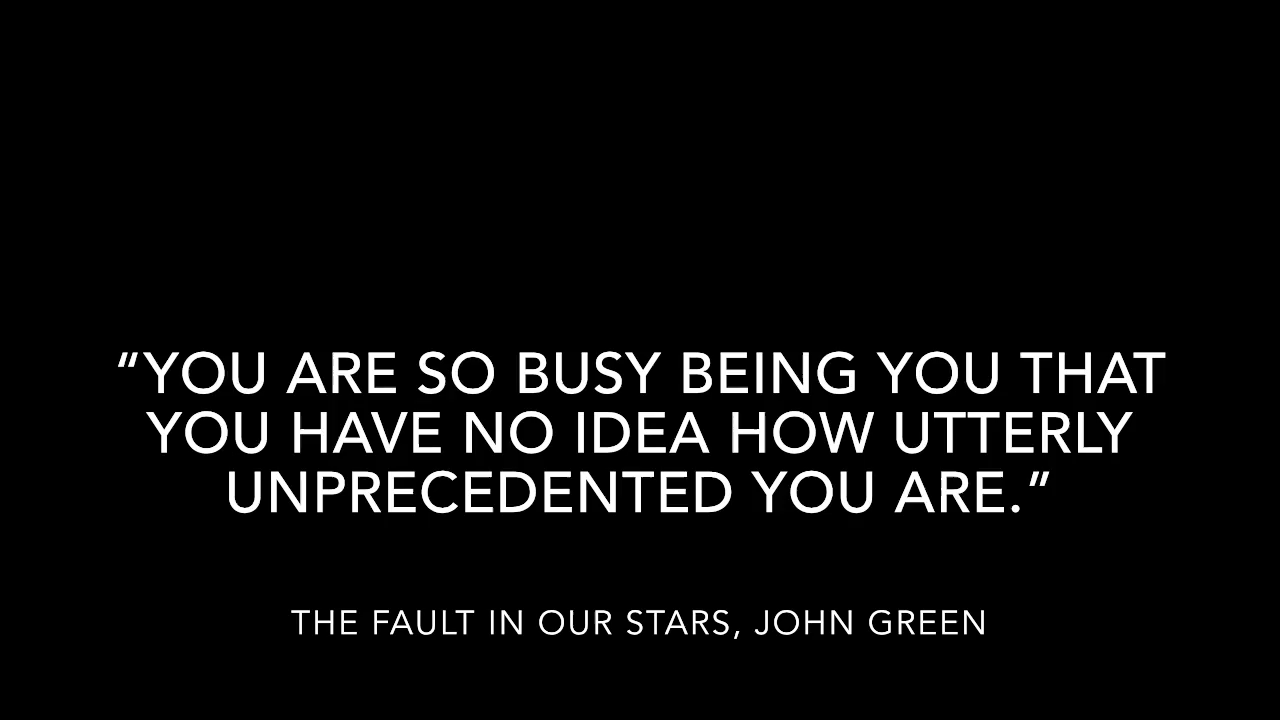 “YOU ARE SO BUSY BEING YOU THAT
YOU HAVE NO IDEA HOW UTTERLY
UNPRECEDENTED YOU ARE.”
THE FAULT IN OUR STARS, JOHN GREEN